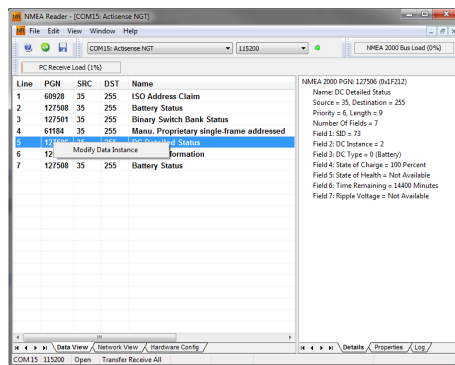 NMEA Reader - [COM15: Actisense NGT]
File Edit View Window Help
COM15: Actisense NGT 115200 NMEA 2000 Bus Load (0%)
PC Receive Load (1%)
Line PGN SRC DST Name
1 60928 35 255 ISO Address Claim
2 127508 35 255 Battery Status
3 127501 35 255 Binary Switch Bank Status
4 61184 35 255 Manu. Proprietary single-frame addressed
5 127506 35 255 DC Detailed Status
Modify Data Instance
6 12 formation
7 127508 35 255 Battery Status
NMEA 2000 PGN: 127506 (0x1F212)
Name: DC Detailed Status
Source = 35, Destination = 255
Priority = 6, Length = 9
Number Of Fields = 7
Field 1: SID = 73
Field 2: DC Instance = 2
Field 3: DC Type = 0 (Battery)
Field 4: State of Charge = 100 Percent
Field 5: State of Health = Not Available
Field 6: Time Remaining = 14400 Minutes
Field 7: Ripple Voltage = Not Available
Data View Network View Hardware Config
Details Properties Log
COM15 115200 Open Transfer Receive All